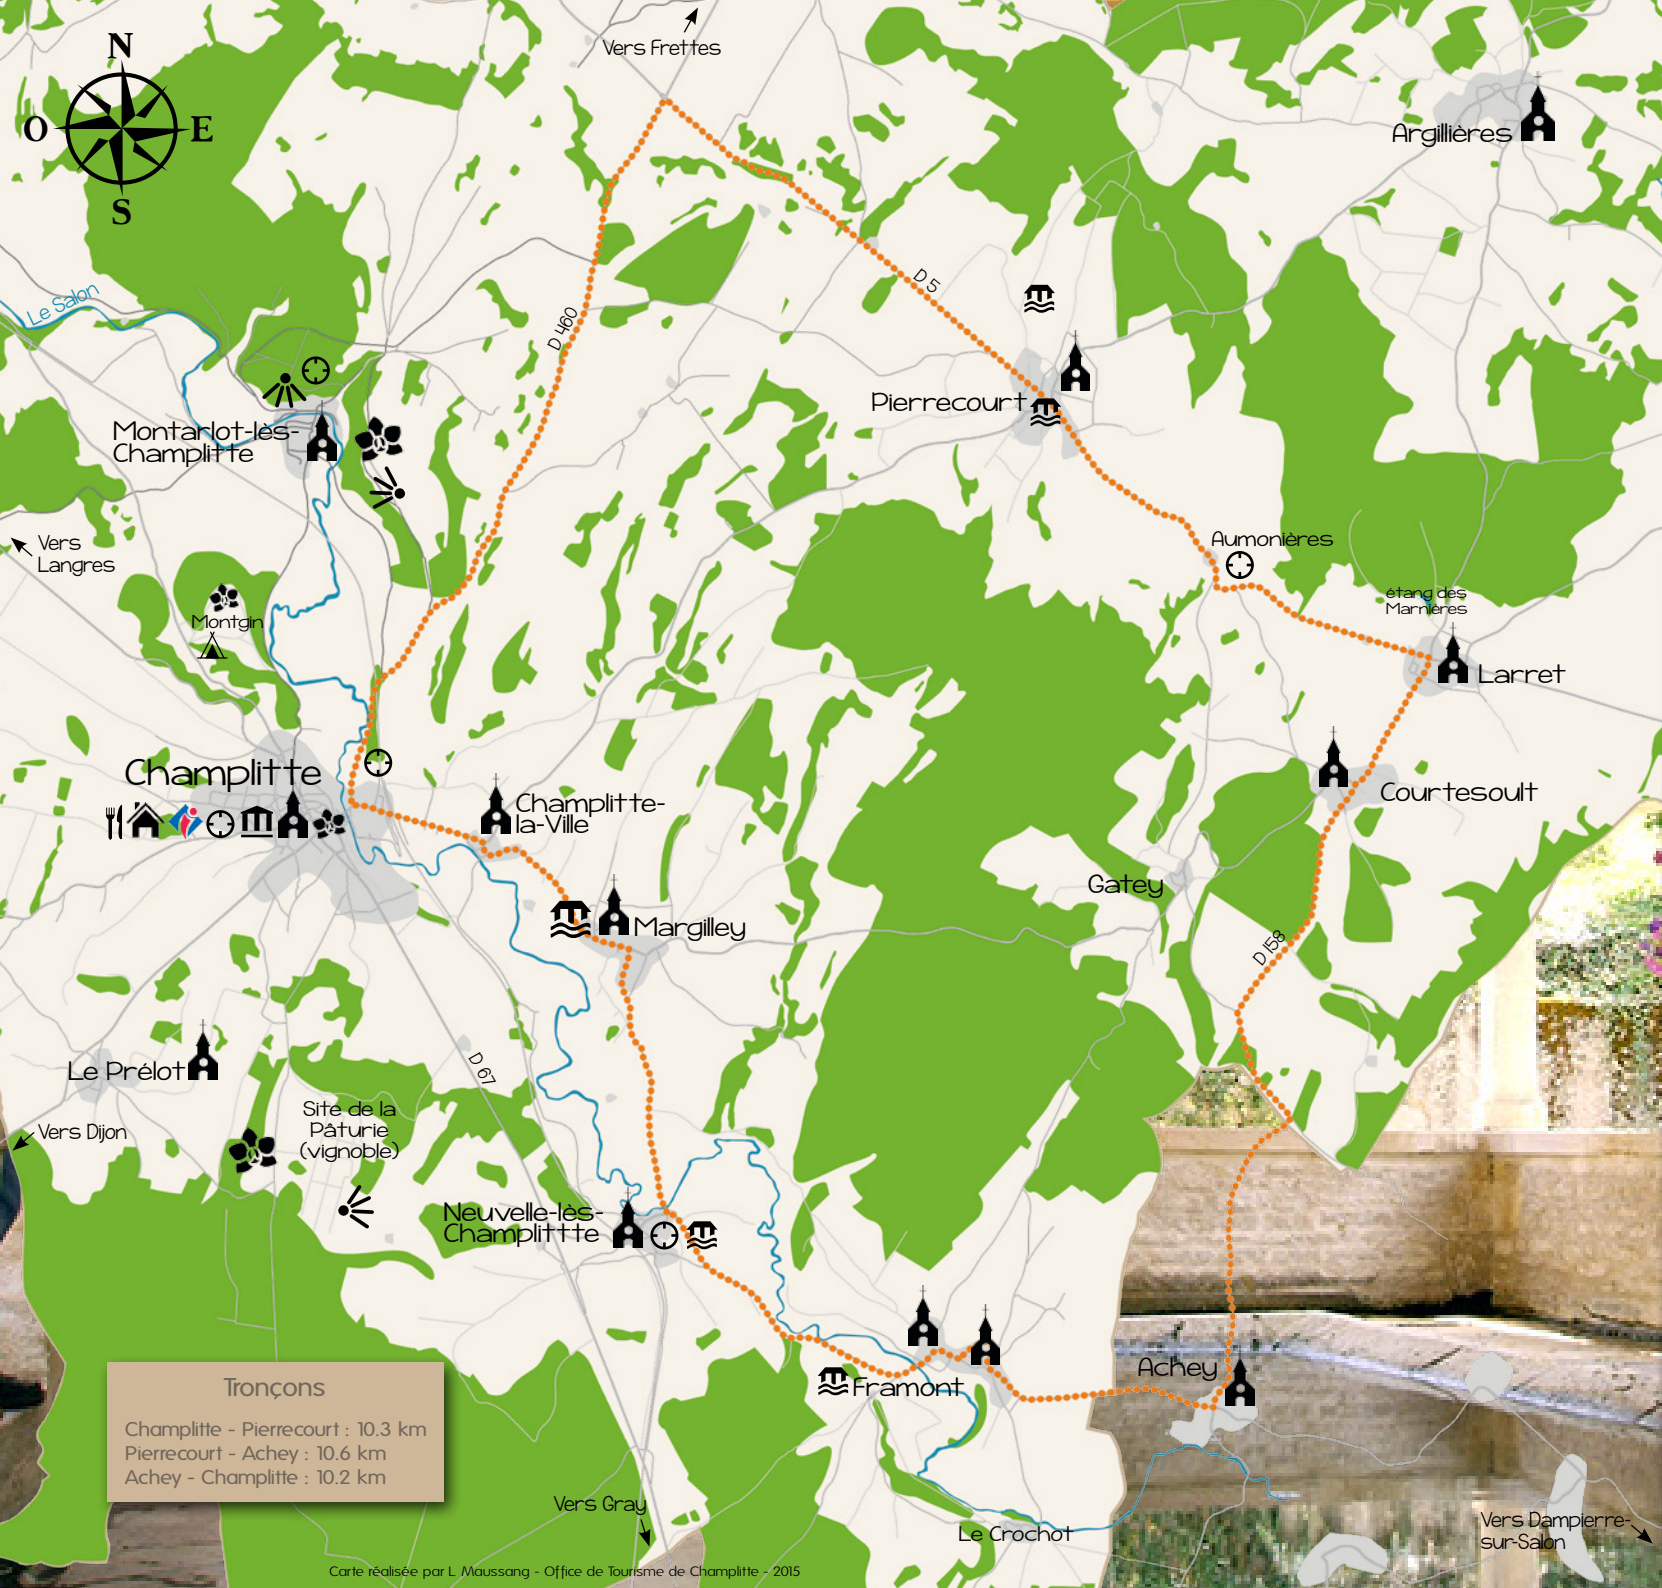 N
O
E
S
Vers Frettes
Argillières
Le Salon
D 5
D 460
Pierrecourt
Montarlot-lès-
Champlitte
Vers
Langres
Aumonières
étang des
Marnières
Montgin
Larret
Champlitte
Courtesoult
Champlitte-
la-Ville
Gatey
Margilley
D 158
Le Prélot
D 67
Site de la
Pâturie
(vignoble)
Vers Dijon
Neuvelle-lès-
Champlittte
Achey
Framont
Tronçons
Champlitte - Pierrecourt : 10.3 km
Pierrecourt - Achey : 10.6 km
Achey - Champlitte : 10.2 km
Vers Gray
Le Crochot
Vers Dampierre-
sur-Salon
Carte réalisée par L. Maussang - Office de Tourisme de Champlitte - 2015